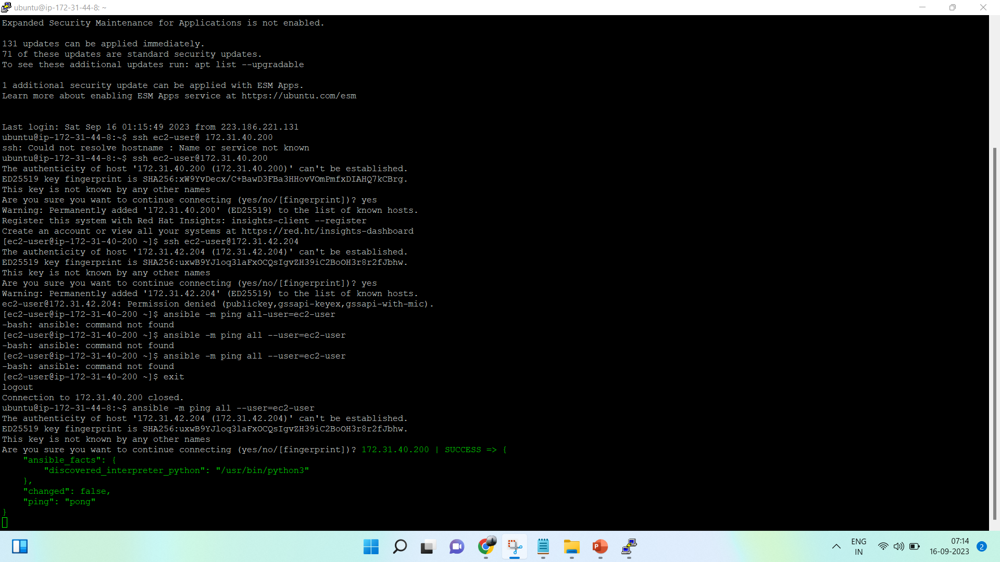 ubuntu@ip-172-31-44-8: ~
Expanded Security Maintenance for Applications is not enabled.
131 updates can be applied immediately.
71 of these updates are standard security updates.
To see these additional updates run: apt list --upgradable
1 additional security update can be applied with ESM Apps.
Learn more about enabling ESM Apps service at https://ubuntu.com/esm
Last login: Sat Sep 16 01:15:49 2023 from 223.186.221.131
ubuntu@ip-172-31-44-8:~$ ssh ec2-user@ 172.31.40.200
ssh: Could not resolve hostname : Name or service not known
ubuntu@ip-172-31-44-8:~$ ssh ec2-user@172.31.40.200
The authenticity of host '172.31.40.200 (172.31.40.200)' can't be established.
ED25519 key fingerprint is SHA256:xW9YvDecx/C+BawD3FBa3HHovVOmPmfxDIAHQ7kCBrg.
This key is not known by any other names
Are you sure you want to continue connecting (yes/no/[fingerprint])? yes
Warning: Permanently added '172.31.40.200' (ED25519) to the list of known hosts.
Register this system with Red Hat Insights: insights-client --register
Create an account or view all your systems at https://red.ht/insights-dashboard
[ec2-user@ip-172-31-40-200 ~]$ ssh ec2-user@172.31.42.204
The authenticity of host '172.31.42.204 (172.31.42.204)' can't be established.
ED25519 key fingerprint is SHA256:uxwB9YJloq3laFxOCQsIgvZH39iC2BoOH3r8r2fJbhw.
This key is not known by any other names
Are you sure you want to continue connecting (yes/no/[fingerprint])? yes
Warning: Permanently added '172.31.42.204' (ED25519) to the list of known hosts.
ec2-user@172.31.42.204: Permission denied (publickey,gssapi-keyex,gssapi-with-mic).
[ec2-user@ip-172-31-40-200 ~]$ ansible -m ping all-user=ec2-user
-bash: ansible: command not found
[ec2-user@ip-172-31-40-200 ~]$ ansible -m ping all --user=ec2-user
-bash: ansible: command not found
[ec2-user@ip-172-31-40-200 ~]$ ansible -m ping all --user=ec2-user
-bash: ansible: command not found
[ec2-user@ip-172-31-40-200 ~]$ exit
logout
Connection to 172.31.40.200 closed.
ubuntu@ip-172-31-44-8:~$ ansible -m ping all --user=ec2-user
The authenticity of host '172.31.42.204 (172.31.42.204)' can't be established.
ED25519 key fingerprint is SHA256:uxwB9YJloq3laFxOCQsIgvZH39iC2BoOH3r8r2fJbhw.
This key is not known by any other names
Are you sure you want to continue connecting (yes/no/[fingerprint])? 172.31.40.200 | SUCCESS => {
    "ansible_facts": {
        "discovered_interpreter_python": "/usr/bin/python3"
    },
    "changed": false,
    "ping": "pong"
}
ENG
IN
07:14
16-09-2023
2